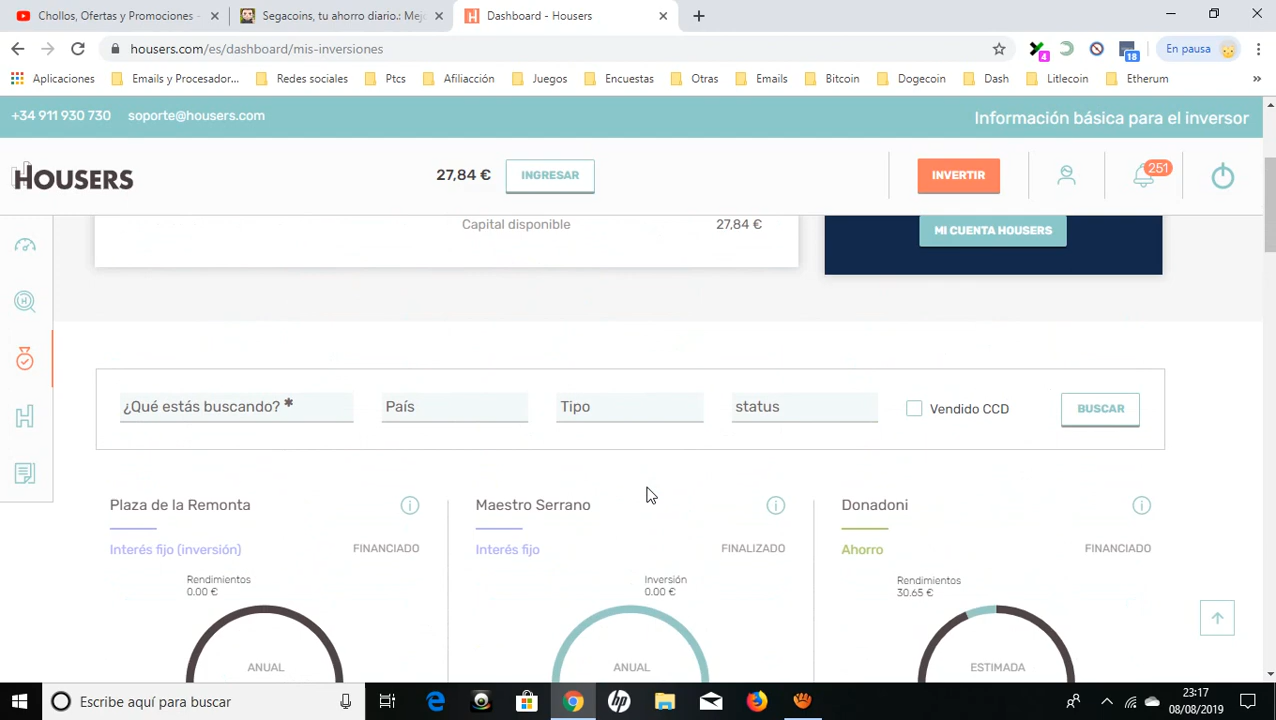 Chollos, Ofertas y Promociones -
Segacoins, tu ahorro diario.: Mejo
Dashboard - Housers
housers.com/es/dashboard/mis-inversiones
4
18
En pausa
Aplicaciones
Emails y Procesador...
Redes sociales
Ptcs
Afiliacción
Juegos
Encuestas
Otras
Emails
Bitcoin
Dogecoin
Dash
Litlecoin
Etherum
»
+34 911 930 730
soporte@housers.com
Información básica para el inversor
HOUSERS
27,84 €
INGRESAR
INVERTIR
251
Capital disponible
27,84 €
MI CUENTA HOUSERS
¿Qué estás buscando? *
País
Tipo
status
Vendido CCD
BUSCAR
Plaza de la Remonta
Interés fijo (inversión)
FINANCIADO
Rendimientos
0.00 €
ANUAL
Maestro Serrano
Interés fijo
FINALIZADO
Inversión
0.00 €
ANUAL
Donadoni
Ahorro
FINANCIADO
Rendimientos
30.65 €
ESTIMADA
Escribe aquí para buscar
23:17
08/08/2019